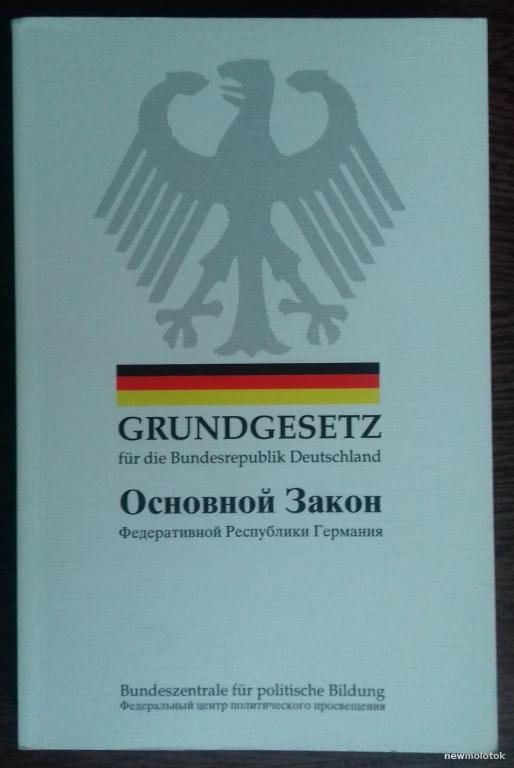 GRUNDGESETZ
für die Bundesrepublik Deutschland
Основной Закон
Федеративной Республики Германия
Bundeszentrale für politische Bildung
Федеральный центр политического просвещения
newmolotok